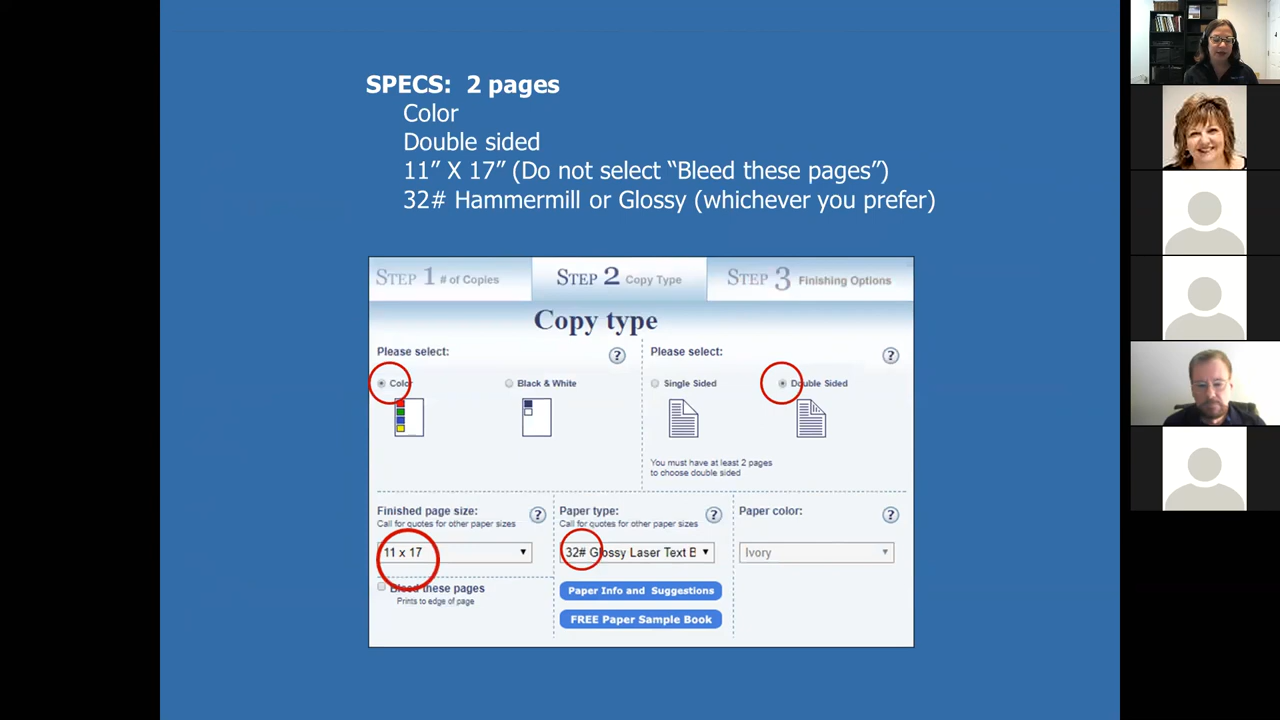 SPECS: 2 pages
Color
Double sided
11” X 17” (Do not select “Bleed these pages”)
32# Hammermill or Glossy (whichever you prefer)
STEP 1 # of Copies
STEP 2 Copy Type
STEP 3 Finishing Options
Copy type
Please select:
?
Color
Black & White
Please select:
?
Single Sided
Double Sided
You must have at least 2 pages
to choose double sided
Finished page size:
Call for quotes for other paper sizes
?
11 x 17
Bleed these pages
Prints to edge of page
Paper type:
Call for quotes for other paper sizes
?
32# Glossy Laser Text B
Paper Info and Suggestions
FREE Paper Sample Book
Paper color:
?
Ivory